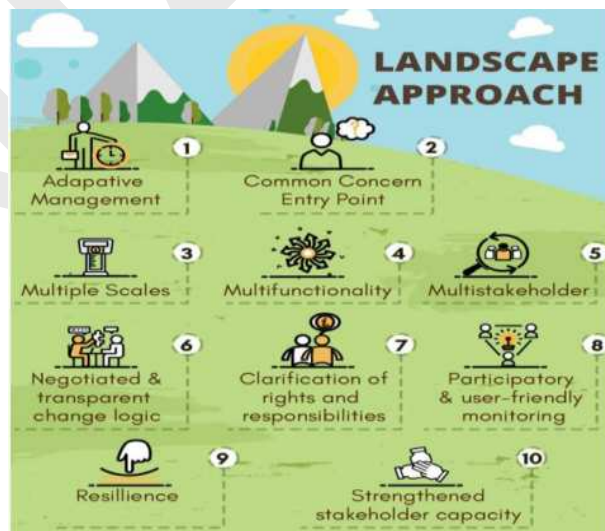 LANDSCAPE
APPROACH
1
Adapative
Management
2
Common Concern
Entry Point
3
Multiple Scales
4
Multifunctionality
5
Multistakeholder
6
Negotiated &
transparent
change logic
7
Clarification of
rights and
responsibilities
8
Participatory
& user-friendly
monitoring
9
Resillience
10
Strengthened
stakeholder capacity